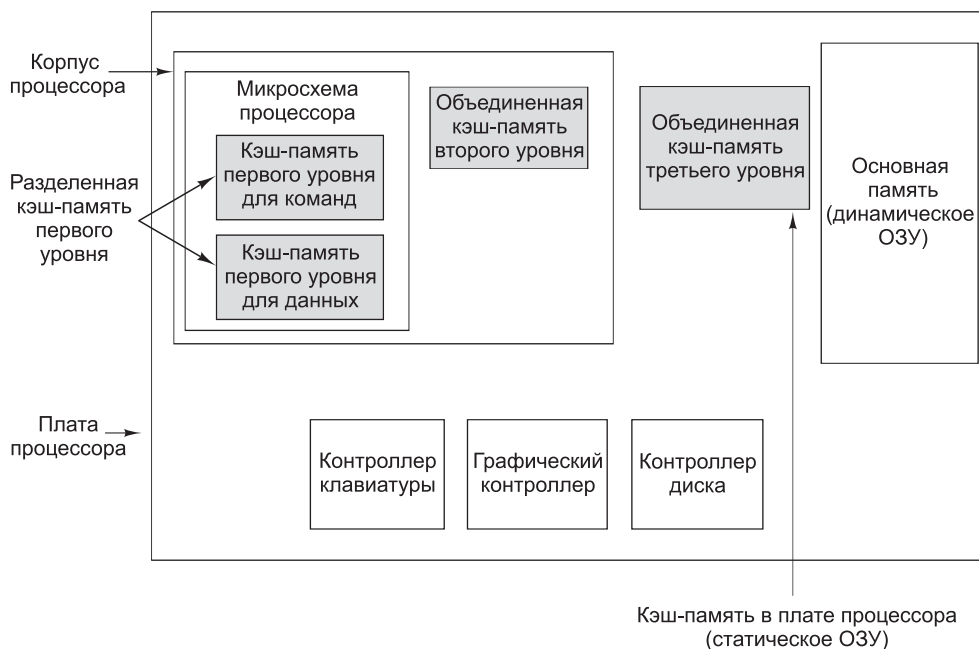 Корпус
процессора
Микросхема
процессора
Кэш-память
первого уровня
для команд
Кэш-память
первого уровня
для данных
Разделенная
кэш-память
первого
уровня
Объединенная
кэш-память
второго уровня
Объединенная
кэш-память
третьего уровня
Основная
память
(динамическое
ОЗУ)
Плата
процессора
Контроллер
клавиатуры
Графический
контроллер
Контроллер
диска
Кэш-память в плате процессора
(статическое ОЗУ)